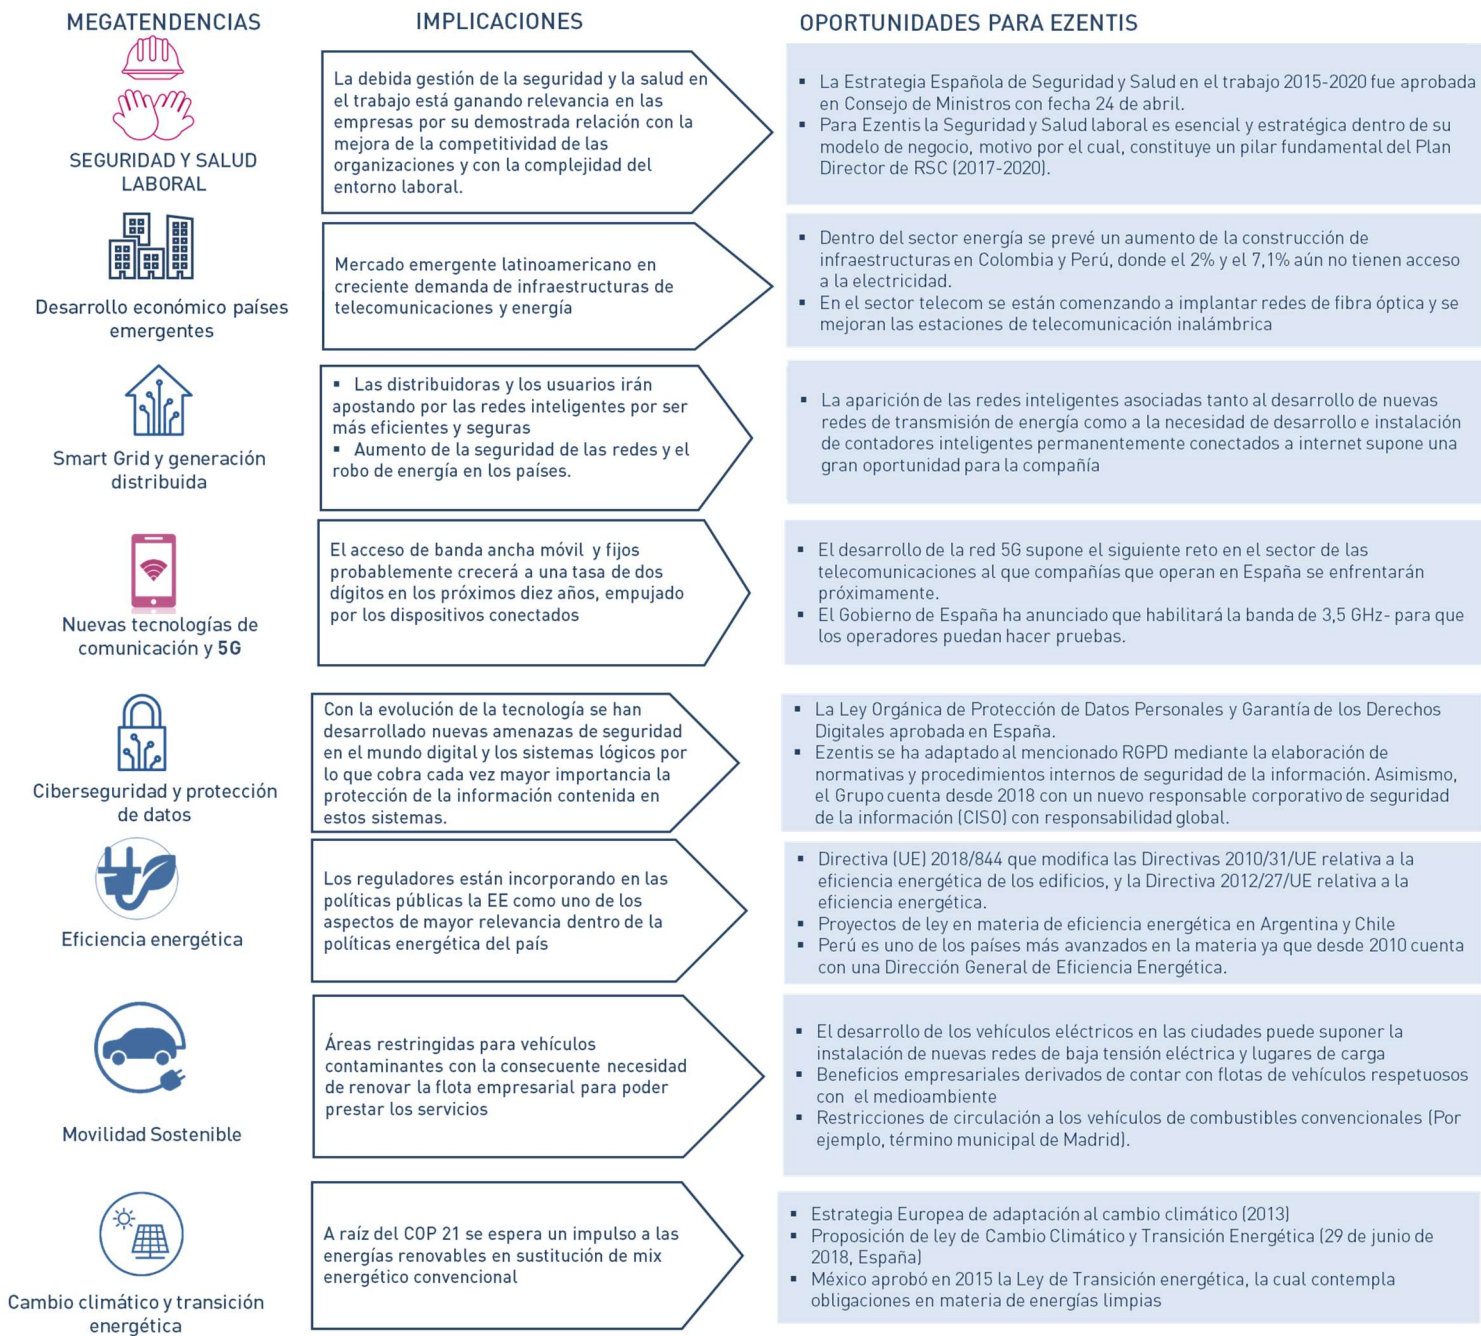 MEGATENDENCIAS
IMPLICACIONES
OPORTUNIDADES PARA EZENTIS
SEGURIDAD Y SALUD
LABORAL
La debida gestión de la seguridad y la salud en
el trabajo está ganando relevancia en las
empresas por su demostrada relación con la
mejora de la competitividad de las
organizaciones y con la complejidad del
entorno laboral.
▪ La Estrategia Española de Seguridad y Salud en el trabajo 2015-2020 fue aprobada
en Consejo de Ministros con fecha 24 de abril.
▪ Para Ezentis la Seguridad y Salud laboral es esencial y estratégica dentro de su
modelo de negocio, motivo por el cual, constituye un pilar fundamental del Plan
Director de RSC (2017-2020).
Desarrollo económico países
emergentes
Mercado emergente latinoamericano en
creciente demanda de infraestructuras de
telecomunicaciones y energía
▪ Dentro del sector energía se prevé un aumento de la construcción de
infraestructuras en Colombia y Perú, donde el 2% y el 7,1% aún no tienen acceso
a la electricidad.
▪ En el sector telecom se están comenzando a implantar redes de fibra óptica y se
mejoran las estaciones de telecomunicación inalámbrica
Smart Grid y generación
distribuida
▪ Las distribuidoras y los usuarios irán
apostando por las redes inteligentes por ser
más eficientes y seguras
▪ Aumento de la seguridad de las redes y el
robo de energía en los países.
▪ La aparición de las redes inteligentes asociadas tanto al desarrollo de nuevas
redes de transmisión de energía como a la necesidad de desarrollo e instalación
de contadores inteligentes permanentemente conectados a internet supone una
gran oportunidad para la compañía
Nuevas tecnologías de
comunicación y 5G
El acceso de banda ancha móvil y fijos
probablemente crecerá a una tasa de dos
dígitos en los próximos diez años, empujado
por los dispositivos conectados
▪ El desarrollo de la red 5G supone el siguiente reto en el sector de las
telecomunicaciones al que compañías que operan en España se enfrentarán
próximamente.
▪ El Gobierno de España ha anunciado que habilitará la banda de 3,5 GHz- para que
los operadores puedan hacer pruebas.
Ciberseguridad y protección
de datos
Con la evolución de la tecnología se han
desarrollado nuevas amenazas de seguridad
en el mundo digital y los sistemas lógicos por
lo que cobra cada vez mayor importancia la
protección de la información contenida en
estos sistemas.
▪ La Ley Orgánica de Protección de Datos Personales y Garantía de los Derechos
Digitales aprobada en España.
▪ Ezentis se ha adaptado al mencionado RGPD mediante la elaboración de
normativas y procedimientos internos de seguridad de la información. Asimismo,
el Grupo cuenta desde 2018 con un nuevo responsable corporativo de seguridad
de la información (CISO) con responsabilidad global.
Eficiencia energética
Los reguladores están incorporando en las
políticas públicas la EE como uno de los
aspectos de mayor relevancia dentro de la
políticas energética del país
▪ Directiva (UE) 2018/844 que modifica las Directivas 2010/31/UE relativa a la
eficiencia energética de los edificios, y la Directiva 2012/27/UE relativa a la
eficiencia energética.
▪ Proyectos de ley en materia de eficiencia energética en Argentina y Chile
▪ Perú es uno de los países más avanzados en la materia ya que desde 2010 cuenta
con una Dirección General de Eficiencia Energética.
Movilidad Sostenible
Áreas restringidas para vehículos
contaminantes con la consecuente necesidad
de renovar la flota empresarial para poder
prestar los servicios
▪ El desarrollo de los vehículos eléctricos en las ciudades puede suponer la
instalación de nuevas redes de baja tensión eléctrica y lugares de carga
▪ Beneficios empresariales derivados de contar con flotas de vehículos respetuosos
con el medioambiente
▪ Restricciones de circulación a los vehículos de combustibles convencionales (Por
ejemplo, término municipal de Madrid).
Cambio climático y transición
energética
A raíz del COP 21 se espera un impulso a las
energías renovables en sustitución de mix
energético convencional
▪ Estrategia Europea de adaptación al cambio climático (2013)
▪ Proposición de ley de Cambio Climático y Transición Energética (29 de junio de
2018, España)
▪ México aprobó en 2015 la Ley de Transición energética, la cual contempla
obligaciones en materia de energías limpias